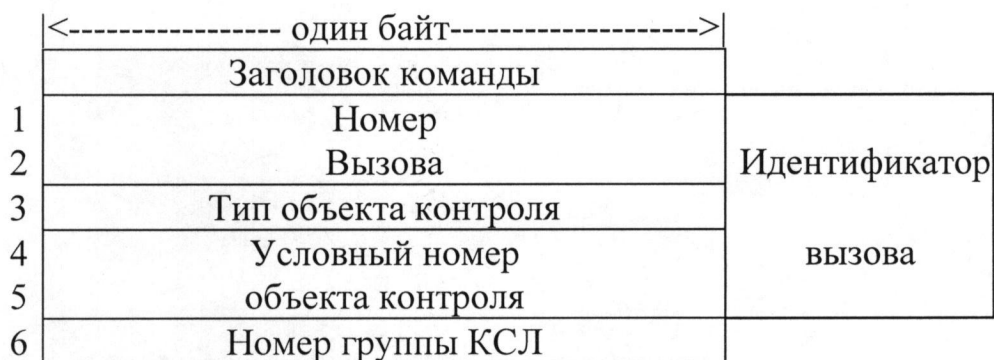 |<----------------- один байт--------------------->|
Заголовок команды
1 Номер
2 Вызова Идентификатор
3 Тип объекта контроля
4 Условный номер вызова
5 объекта контроля
6 Номер группы КСЛ